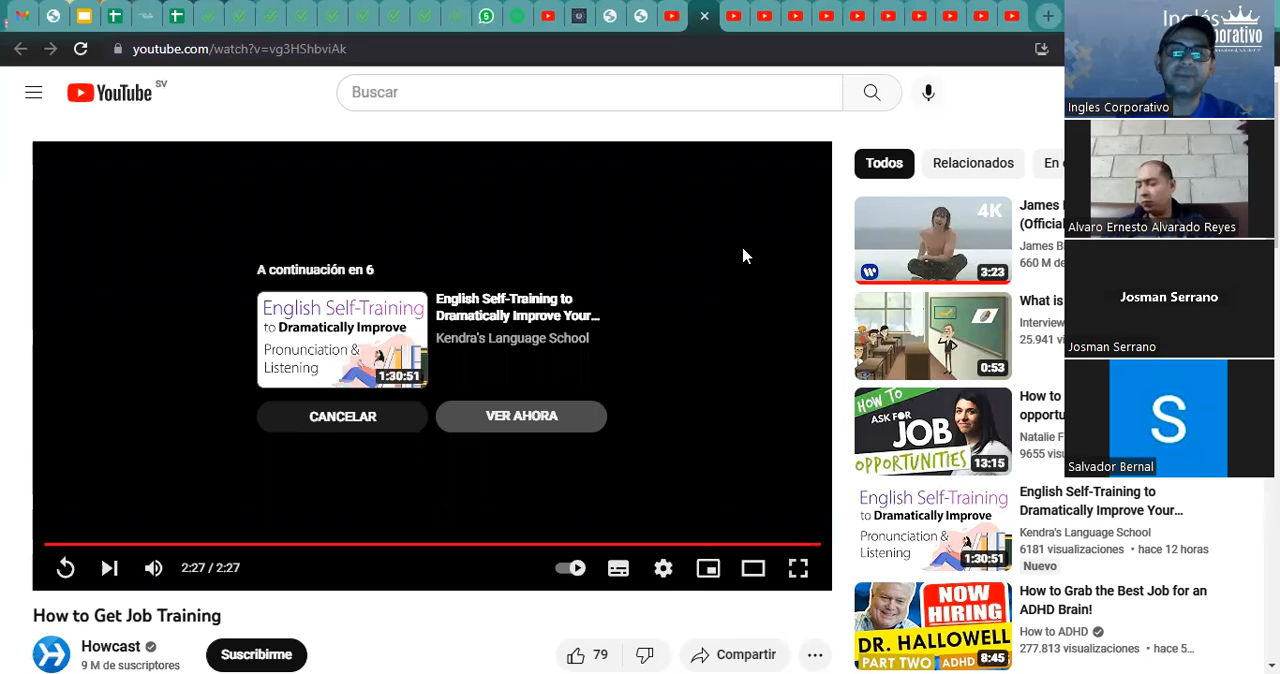 5
youtube.com/watch?v=vg3HShbviAk
YouTube SV
Buscar
A continuación en 6
English Self-Training
to Dramatically Improve
Pronunciation &
Listening
1:30:51
English Self-Training to
Dramatically Improve Your...
Kendra's Language School
CANCELAR
VER AHORA
2:27 / 2:27
How to Get Job Training
Howcast
9 M de suscriptores
Suscribirme
79
Compartir
Todos
Relacionados
En
4K
3:23
James
(Official
James B
660 M de
0:53
What is
Interview
25.941 vi
HOW TO
ASK FOR
JOB
OPPORTUNITIES
13:15
How to
opportu
Natalie F
9655 visu
English Self-Training
to Dramatically Improve
Pronunciation &
Listening
1:30:51
English Self-Training to
Dramatically Improve Your...
Kendra's Language School
6181 visualizaciones • hace 12 horas
Nuevo
NOW
HIRING
DR. HALLOWELL
PART TWO
ADHD
8:45
How to Grab the Best Job for an
ADHD Brain!
How to ADHD
277.813 visualizaciones • hace 5...
Inglés
orporativo
Ingles Corporativo
Alvaro Ernesto Alvarado Reyes
Josman Serrano
Josman Serrano
S
Salvador Bernal